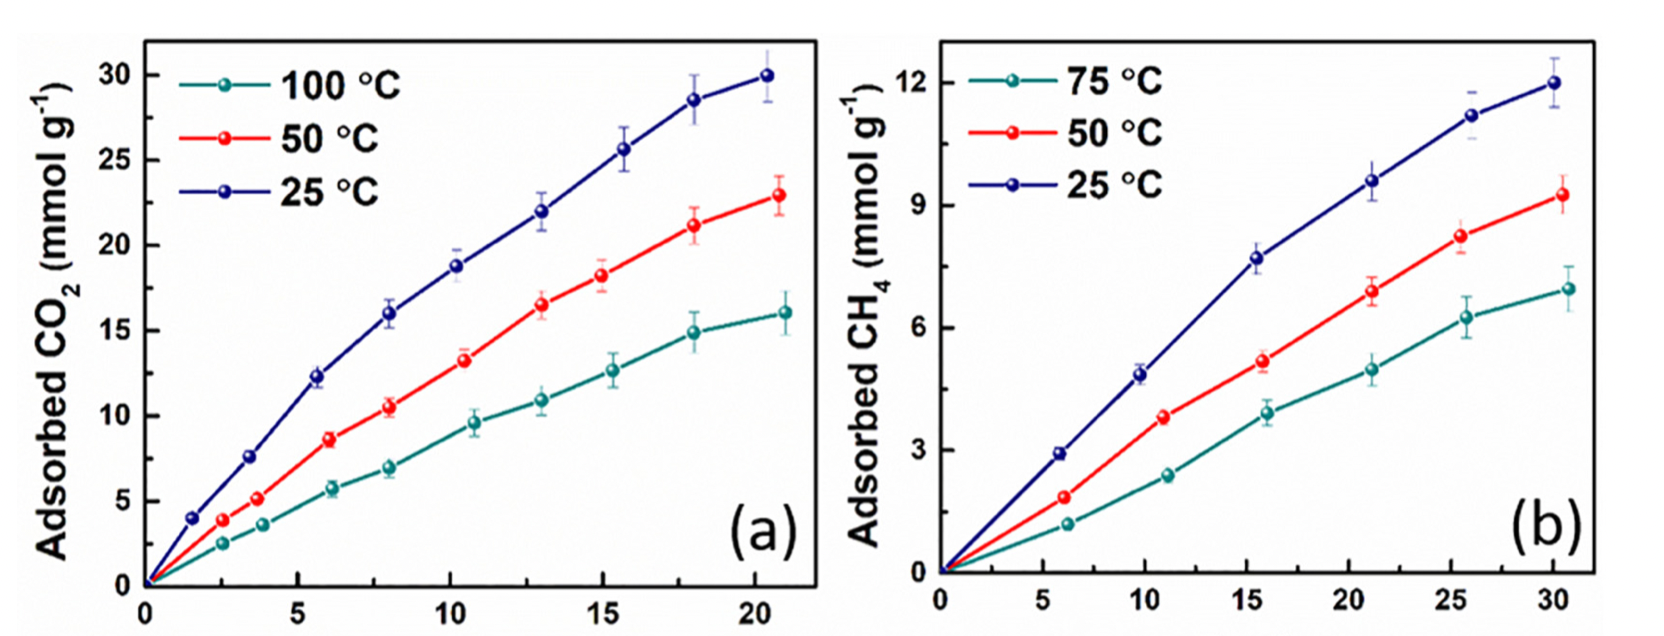 Adsorbed CO2 (mmol g-1)
30
25
20
15
10
5
0
100 °C
50 °C
25 °C
(a)
0 5 10 15 20
Adsorbed CH4 (mmol g-1)
12
9
6
3
0
75 °C
50 °C
25 °C
(b)
0 5 10 15 20 25 30